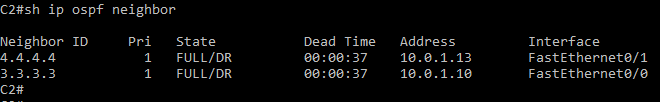 C2#sh ip ospf neighbor
Neighbor ID     Pri   State           Dead Time   Address         Interface
4.4.4.4           1   FULL/DR         00:00:37    10.0.1.13       FastEthernet0/1
3.3.3.3           1   FULL/DR         00:00:37    10.0.1.10       FastEthernet0/0
C2#